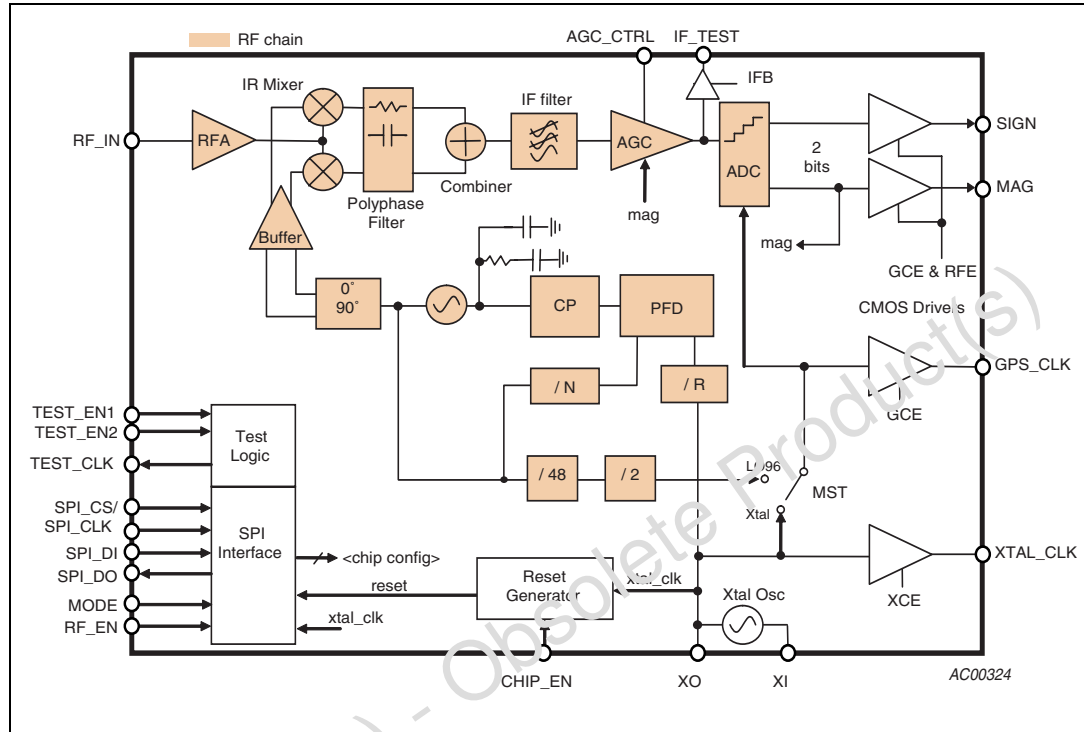 RF chain
AGC_CTRL
IF_TEST
IFB
IR Mixer
IF filter
RF_IN
RFA
AGC
ADC
2
bits
SIGN
MAG
Combiner
Polyphase
Filter
mag
mag
Buffer
GCE & RFE
0°
90°
CP
PFD
CMOS Drivers
/ N
/ R
GPS_CLK
GCE
TEST_EN1
TEST_EN2
TEST_CLK
Test
Logic
/ 48
/ 2
LO96
MST
Xtal
SPI_CS/
SPI_CLK
SPI_DI
SPI_DO
MODE
RF_EN
SPI
Interface
<chip config>
reset
xtal_clk
Reset
Generator
xtal_clk
Xtal Osc
XTAL_CLK
XCE
CHIP_EN
XO
XI
AC00324
) - Obsolete Product(s)